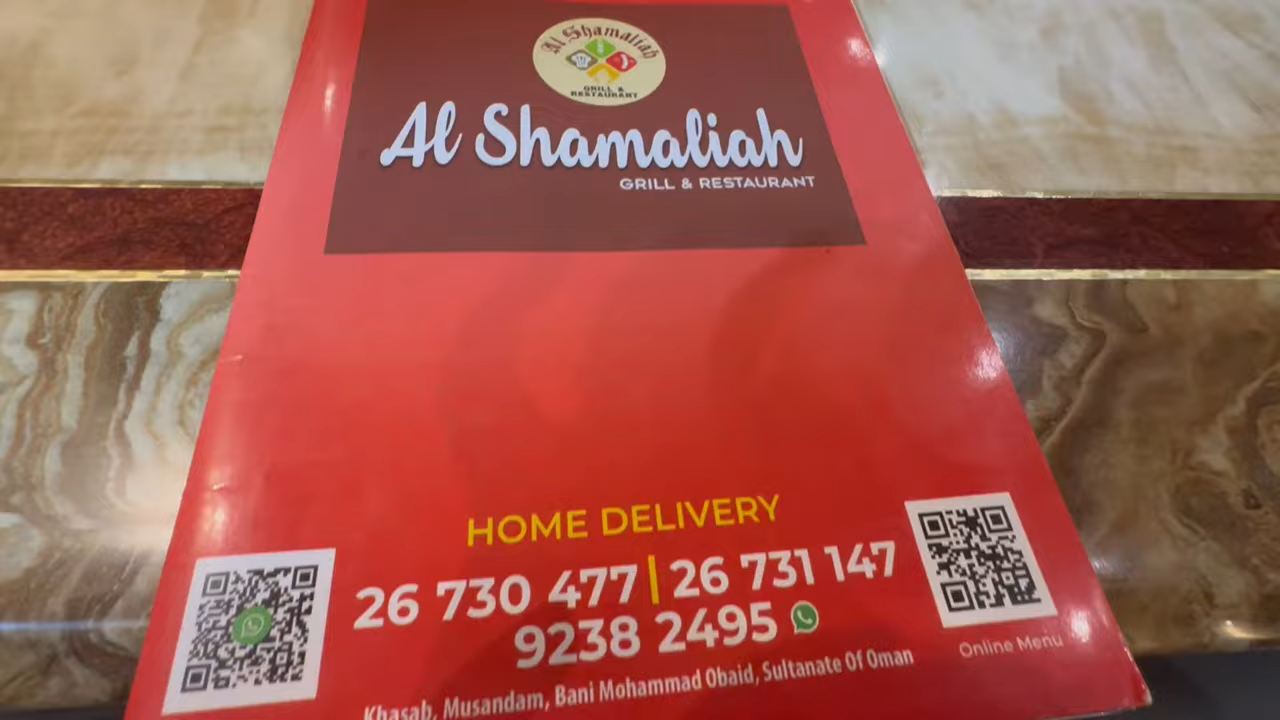 Al Shamaliah
GRILL &
RESTAURANT
Al Shamaliah
GRILL & RESTAURANT
HOME DELIVERY
26 730 477 | 26 731 147
9238 2495
Online Menu
Khasab, Musandam, Bani Mohammad Obaid, Sultanate Of Oman